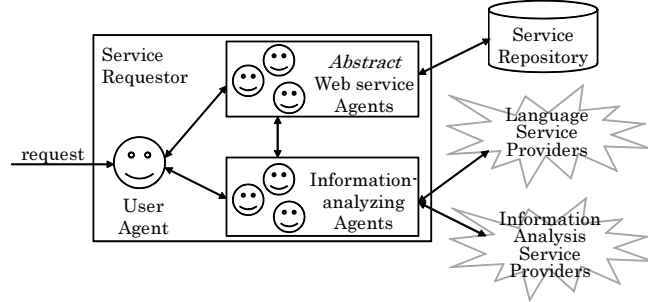 Service
Requestor
request
User
Agent
Abstract
Web service
Agents
Information-
analyzing
Agents
Service
Repository
Language
Service
Providers
Information
Analysis
Service
Providers